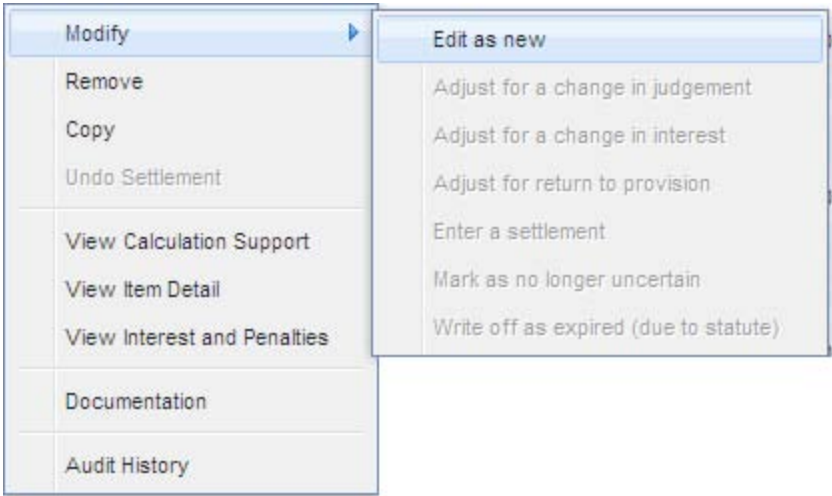 Modify
Remove
Copy
Undo Settlement
View Calculation Support
View Item Detail
View Interest and Penalties
Documentation
Audit History
Edit as new
Adjust for a change in judgement
Adjust for a change in interest
Adjust for return to provision
Enter a settlement
Mark as no longer uncertain
Write off as expired (due to statute)